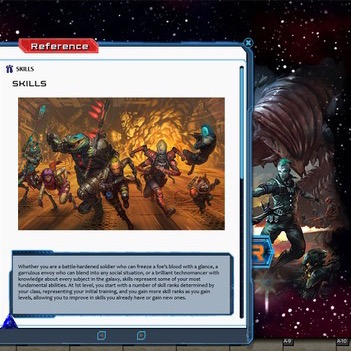 Reference
SKILLS
SKILLS
Whether you are a battle-hardened soldier who can freeze a foe's blood with a glance, a
garrulous envoy who can blend into any social situation, or a brilliant technomancer with
knowledge about every subject in the galaxy, skills represent some of your most
fundamental abilities. At 1st level, you start with a number of skill ranks determined by
your class, representing your initial training, and you gain more skill ranks as you gain
levels, allowing you to improve in skills you already have or gain new ones.
R
A-9
A-10